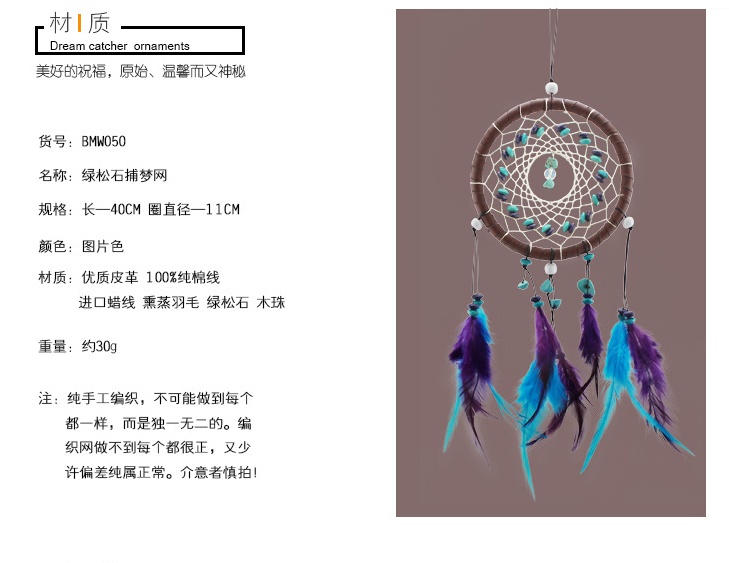 材质
Dream catcher ornaments
美好的祝福，原始、温馨而又神秘
货号：BMW050
名称：绿松石捕梦网
规格：长—40CM 圈直径—11CM
颜色：图片色
材质：优质皮革 100%纯棉线
进口蜡线 熏蒸羽毛 绿松石 木珠
重量：约30g
注：纯手工编织，不可能做到每个
都一样，而是独一无二的。编
织网做不到每个都很正，又少
许偏差纯属正常。介意者慎拍!